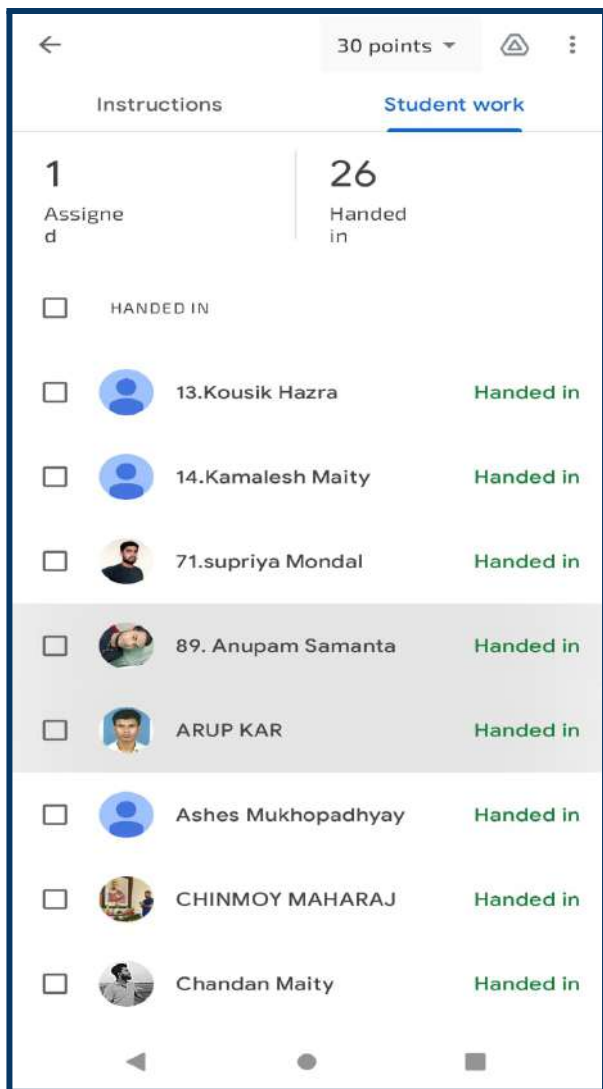 30 points
Instructions
Student work
1
26
Assigne
d
Handed
in
HANDED IN
13.Kousik Hazra Handed in
14.Kamalesh Maity Handed in
71.supriya Mondal Handed in
89. Anupam Samanta Handed in
ARUP KAR Handed in
Ashes Mukhopadhyay Handed in
CHINMOY MAHARAJ Handed in
Chandan Maity Handed in